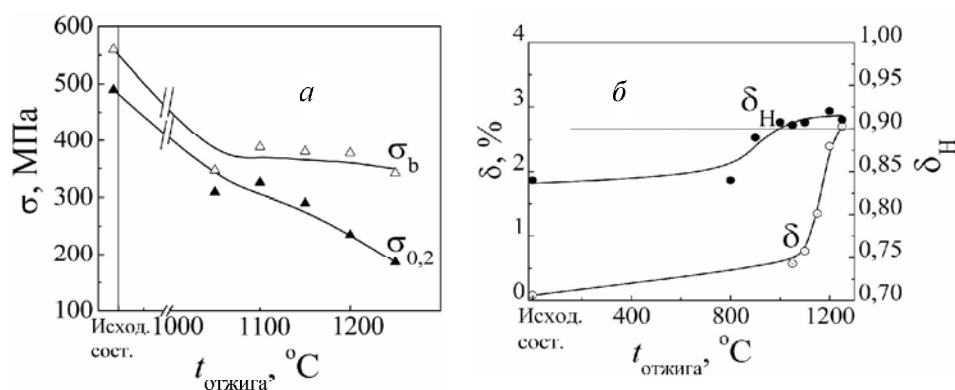 600
500
400
300
200
100
σ, МПа
а
σb
σ0,2
Исход.
сост.
1000
1100
1200
tотжига, °C
4
3
2
1
0
δ, %
б
δH
δ
1,00
0,95
0,90
0,85
0,80
0,75
0,70
δH
Исход.
сост.
400
800
1200
tотжига, °C